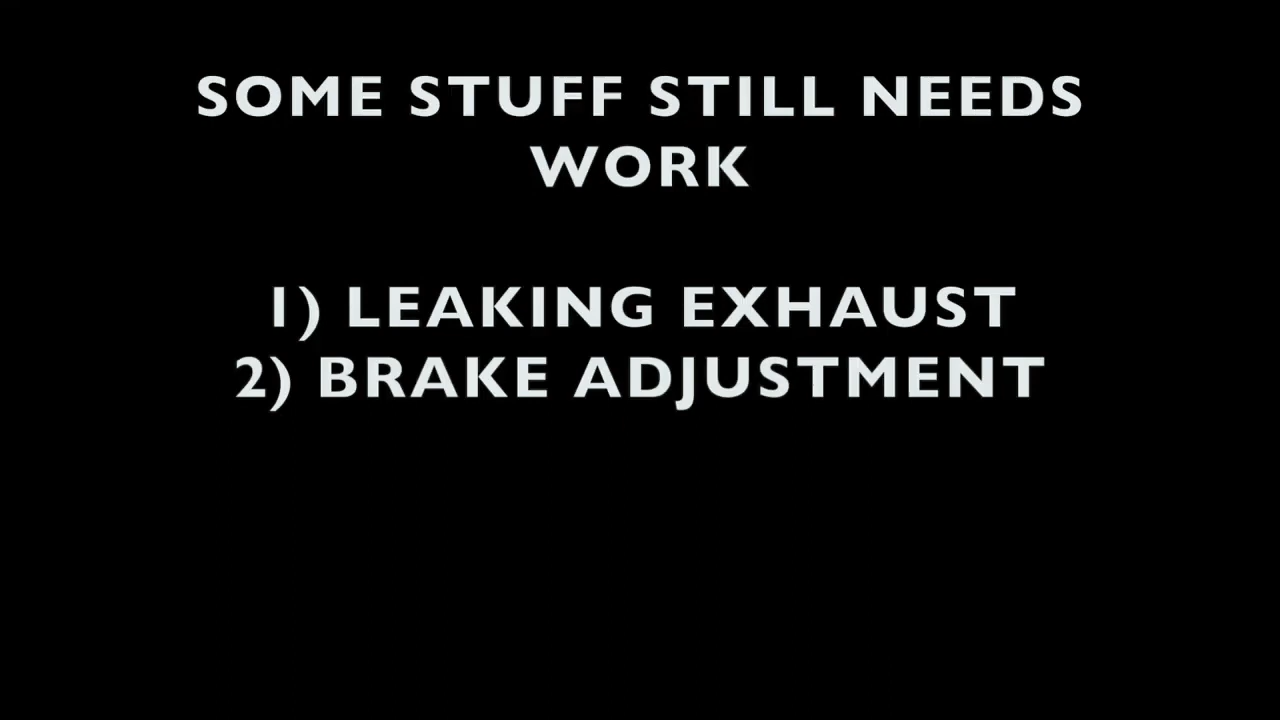 SOME STUFF STILL NEEDS
WORK
1) LEAKING EXHAUST
2) BRAKE ADJUSTMENT